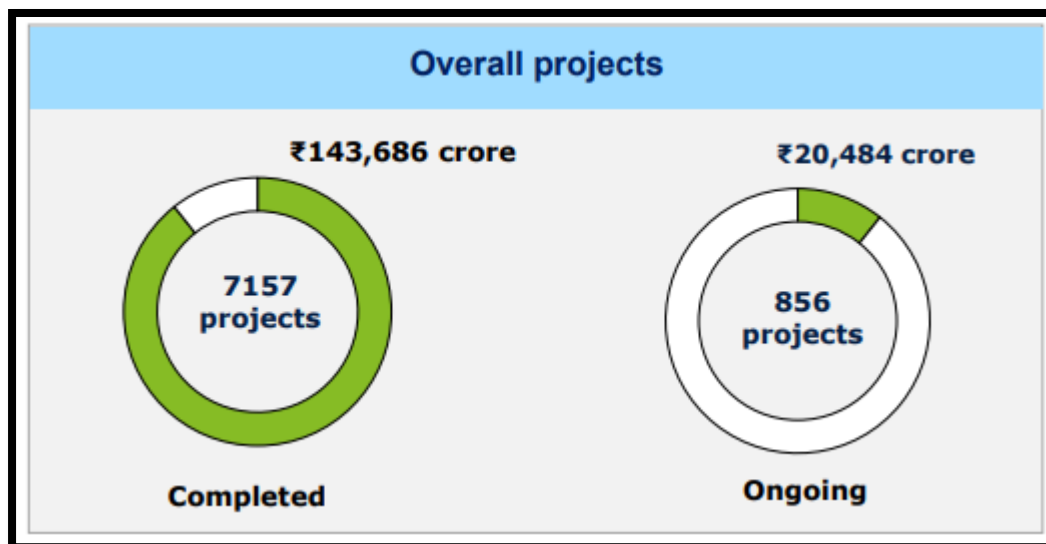 Overall projects
₹143,686 crore
7157
projects
Completed
₹20,484 crore
856
projects
Ongoing